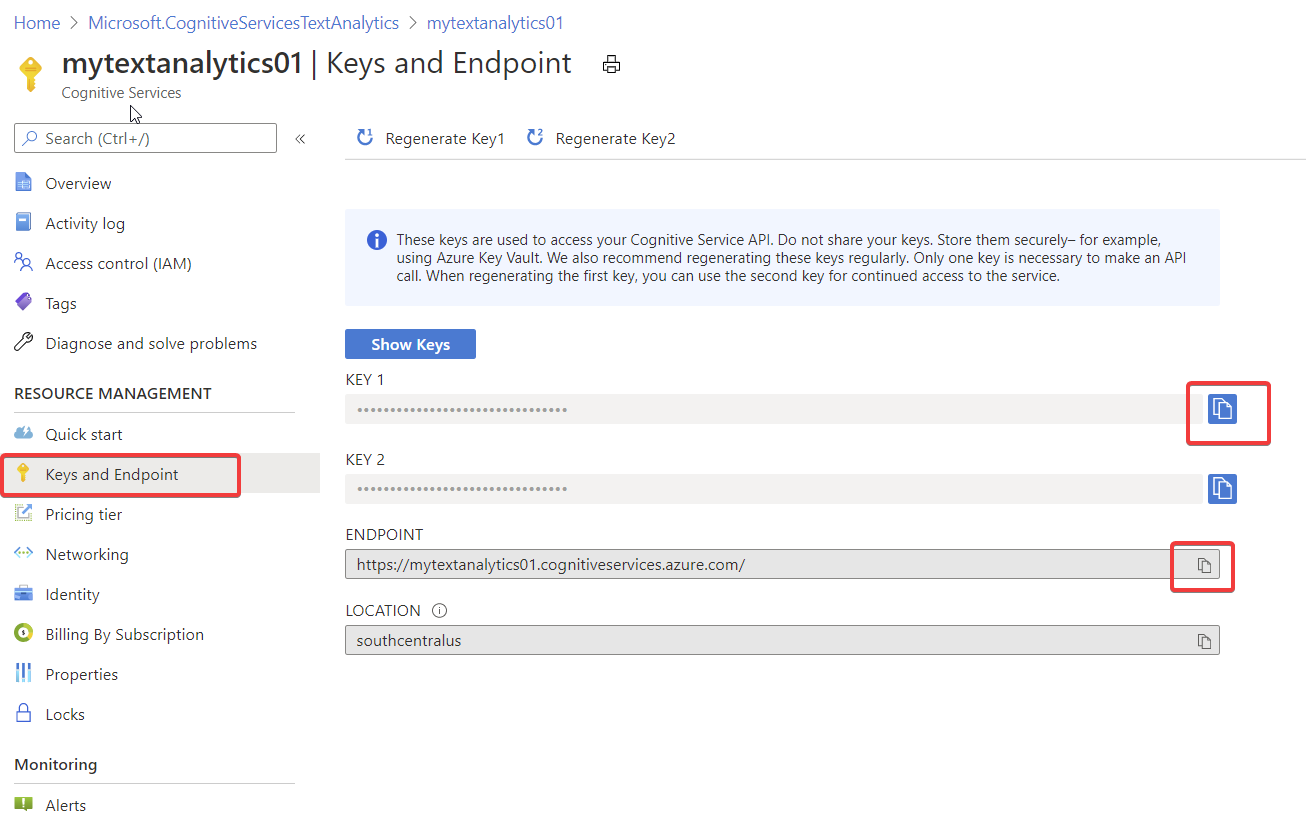 Home > Microsoft.CognitiveServicesTextAnalytics > mytextanalytics01
mytextanalytics01 | Keys and Endpoint
Cognitive Services
Search (Ctrl+/)
«
Regenerate Key1
Regenerate Key2
Overview
Activity log
Access control (IAM)
Tags
Diagnose and solve problems
RESOURCE MANAGEMENT
Quick start
Keys and Endpoint
Pricing tier
Networking
Identity
Billing By Subscription
Properties
Locks
Monitoring
Alerts
These keys are used to access your Cognitive Service API. Do not share your keys. Store them securely– for example,
using Azure Key Vault. We also recommend regenerating these keys regularly. Only one key is necessary to make an API
call. When regenerating the first key, you can use the second key for continued access to the service.
Show Keys
KEY 1
••••••••••••••••••••••••••••••••
KEY 2
••••••••••••••••••••••••••••••••
ENDPOINT
https://mytextanalytics01.cognitiveservices.azure.com/
LOCATION
southcentralus